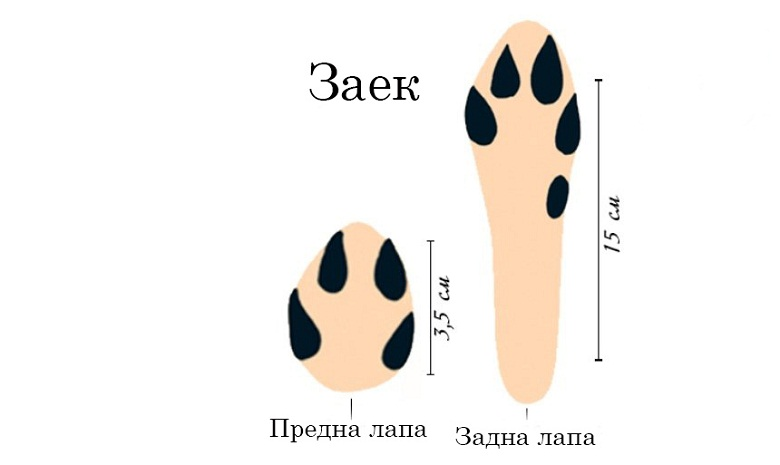 Заек
15 см
3,5 см
Предна лапа
Задна лапа